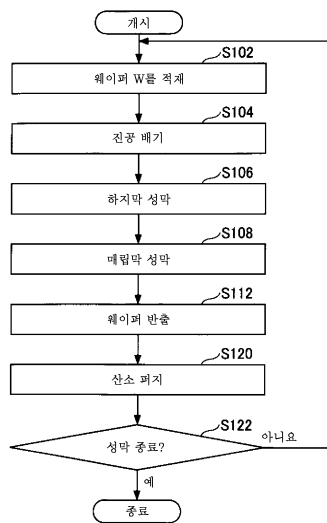 개시
S102
웨이퍼 W를 적재
S104
진공 배기
S106
하지막 성막
S108
매립막 성막
S112
웨이퍼 반출
S120
산소 퍼지
S122
성막 종료?
아니요
예
종료